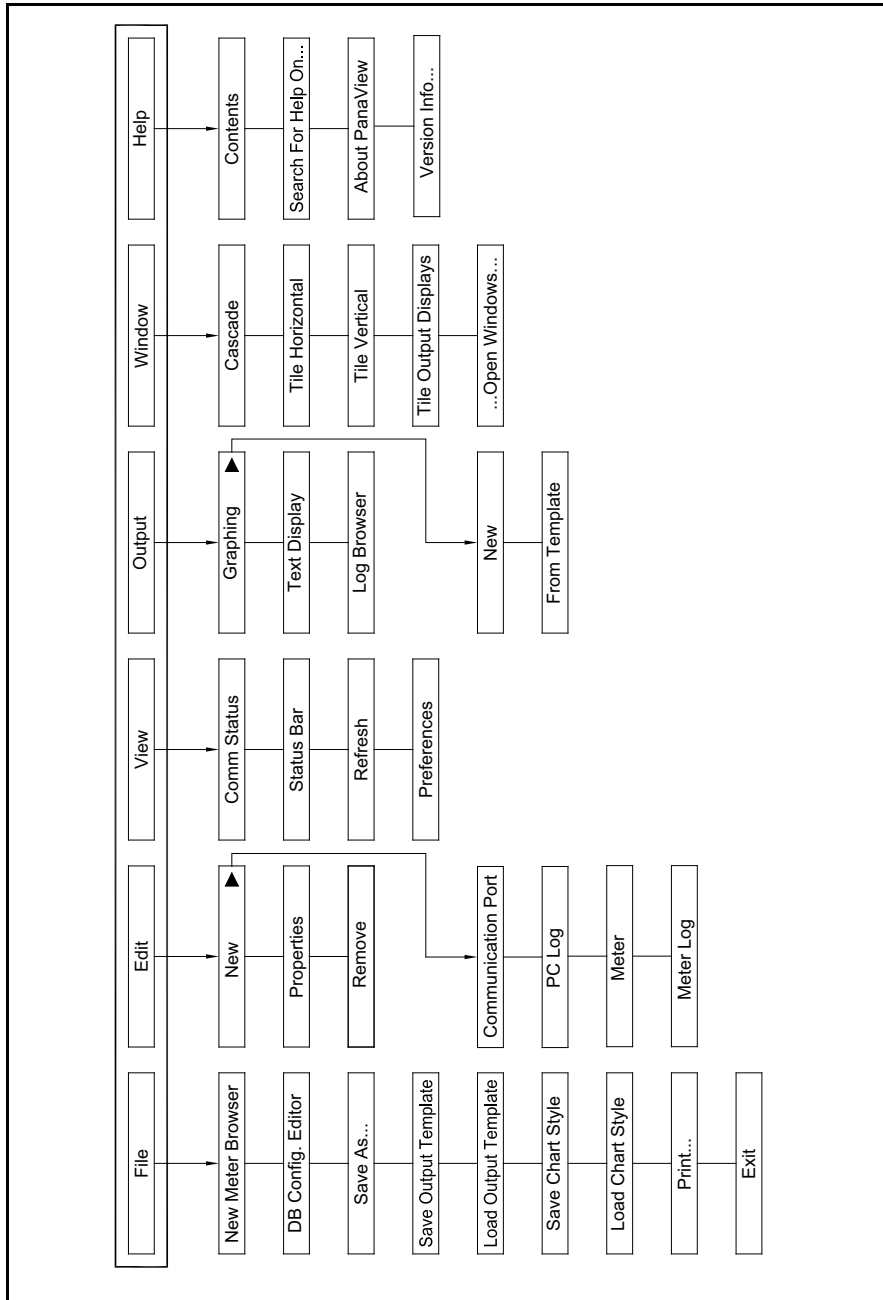 File
Edit
View
Output
Window
Help
New Meter Browser
DB Config. Editor
Save As...
Save Output Template
Load Output Template
Save Chart Style
Load Chart Style
Print...
Exit
New
Properties
Remove
Communication Port
PC Log
Meter
Meter Log
Comm Status
Status Bar
Refresh
Preferences
Graphing
Text Display
Log Browser
New
From Template
Cascade
Tile Horizontal
Tile Vertical
Tile Output Displays
...Open Windows...
Contents
Search For Help On...
About PanaView
Version Info...